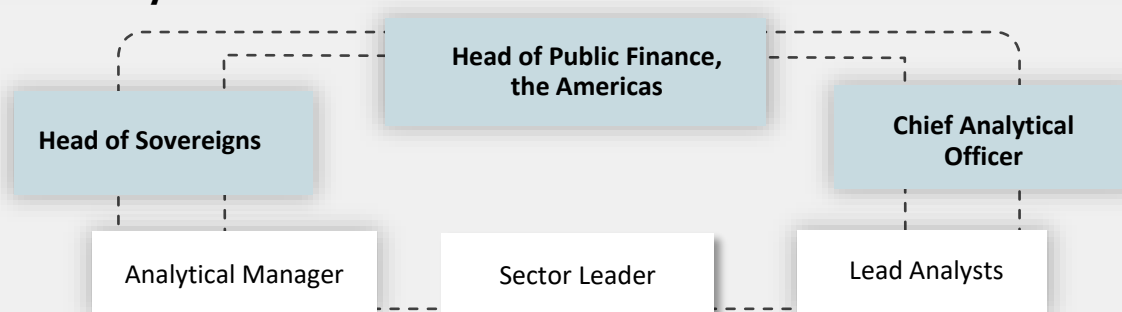 Head of Public Finance,
the Americas
Head of Sovereigns
Chief Analytical
Officer
Analytical Manager
Sector Leader
Lead Analysts